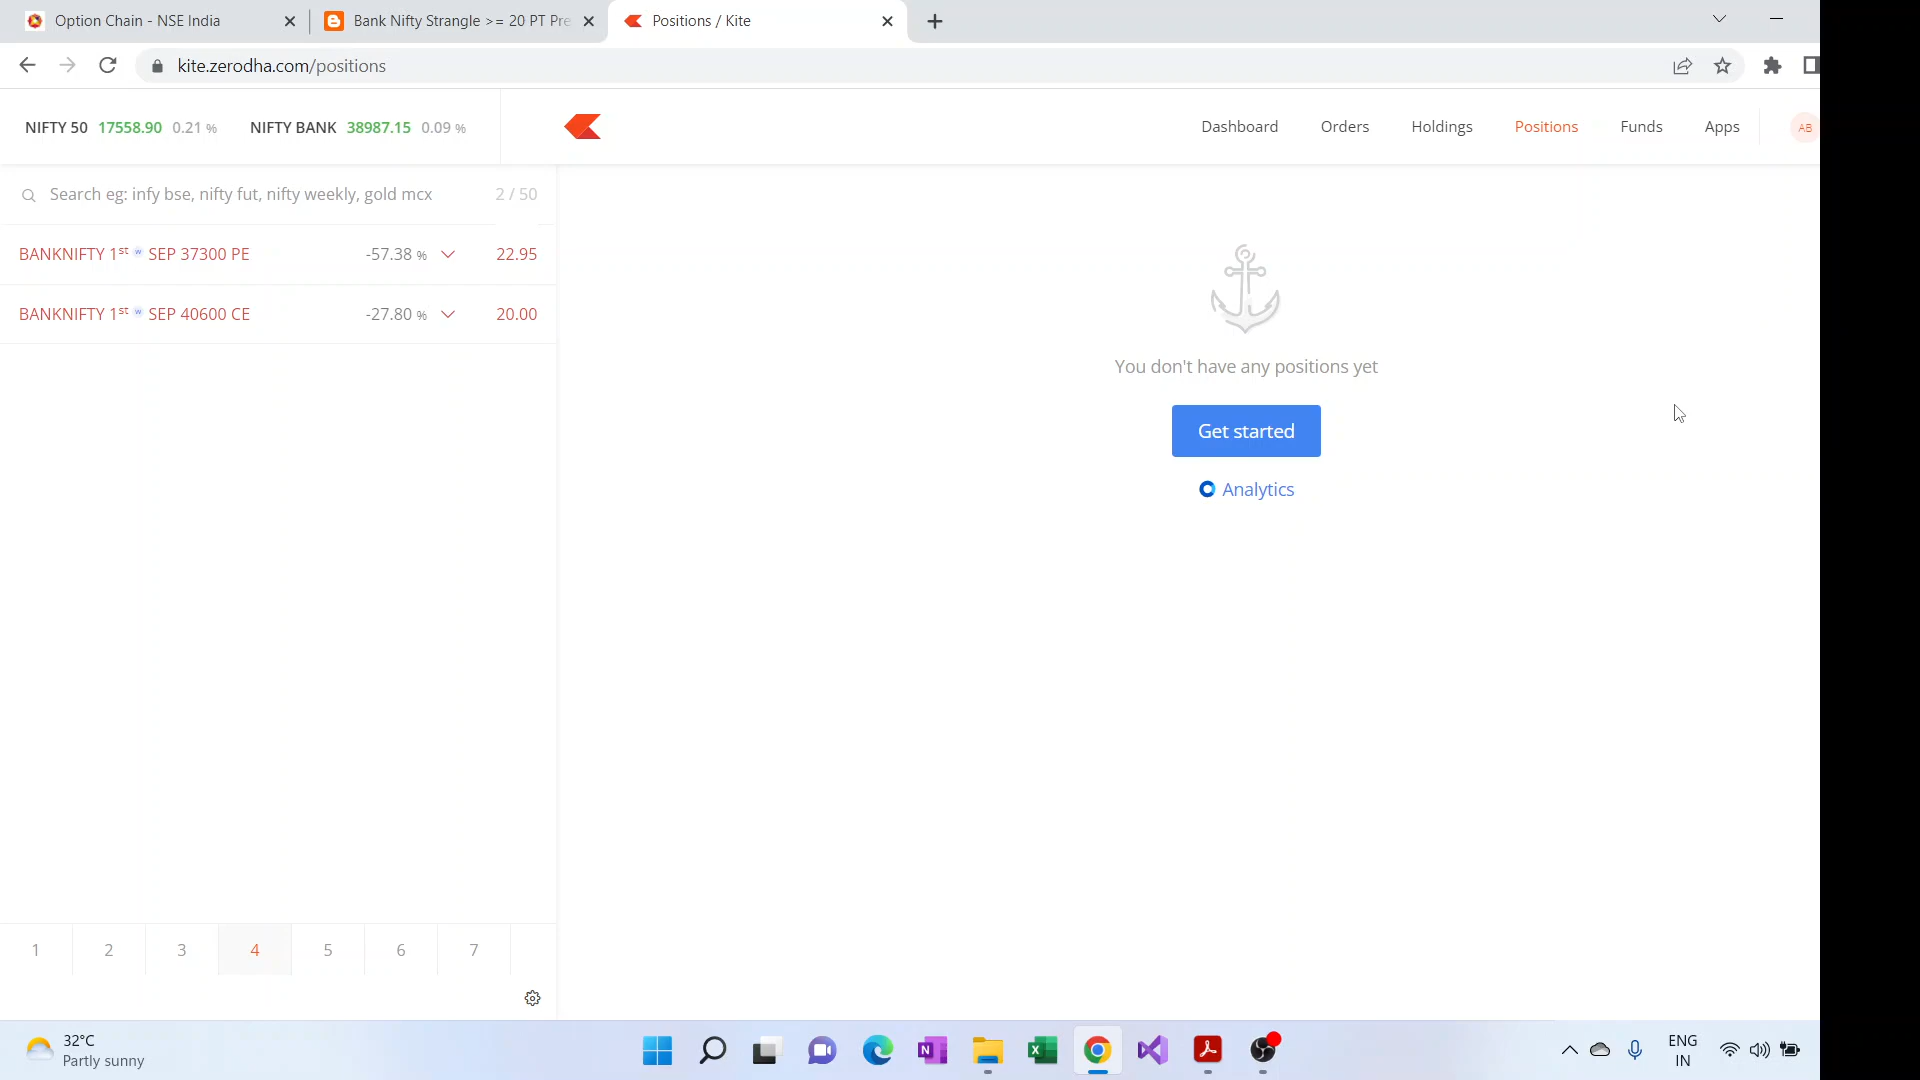 Option Chain - NSE India
Bank Nifty Strangle >= 20 PT Pre
Positions / Kite
kite.zerodha.com/positions
NIFTY 50 17558.90 0.21 % NIFTY BANK 38987.15 0.09 %
Dashboard Orders Holdings Positions Funds Apps AB
Search eg: infy bse, nifty fut, nifty weekly, gold mcx 2 / 50
BANKNIFTY 1st w SEP 37300 PE -57.38 % 22.95
BANKNIFTY 1st w SEP 40600 CE -27.80 % 20.00
You don't have any positions yet
Get started
Analytics
1 2 3 4 5 6 7
32°C
Partly sunny
ENG
IN